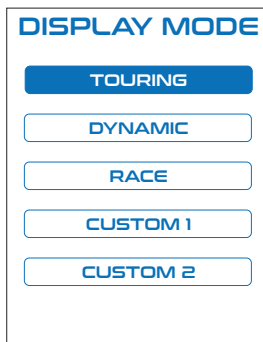 DISPLAY MODE
TOURING
DYNAMIC
RACE
CUSTOM 1
CUSTOM 2